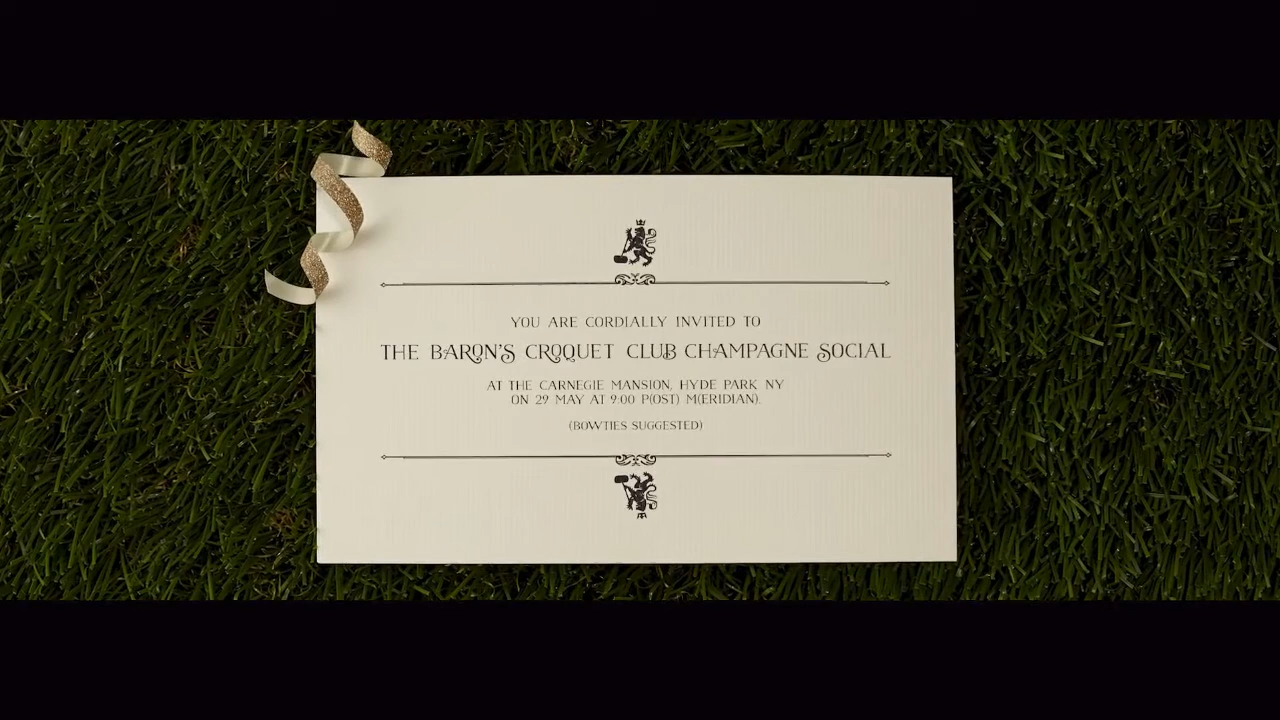 YOU ARE CORDIALLY INVITED TO
THE BARON'S CROQUET CLUB CHAMPAGNE SOCIAL
AT THE CARNEGIE MANSION, HYDE PARK NY
ON 29 MAY AT 9:00 P(OST) M(ERIDIAN).
(BOWTIES SUGGESTED)